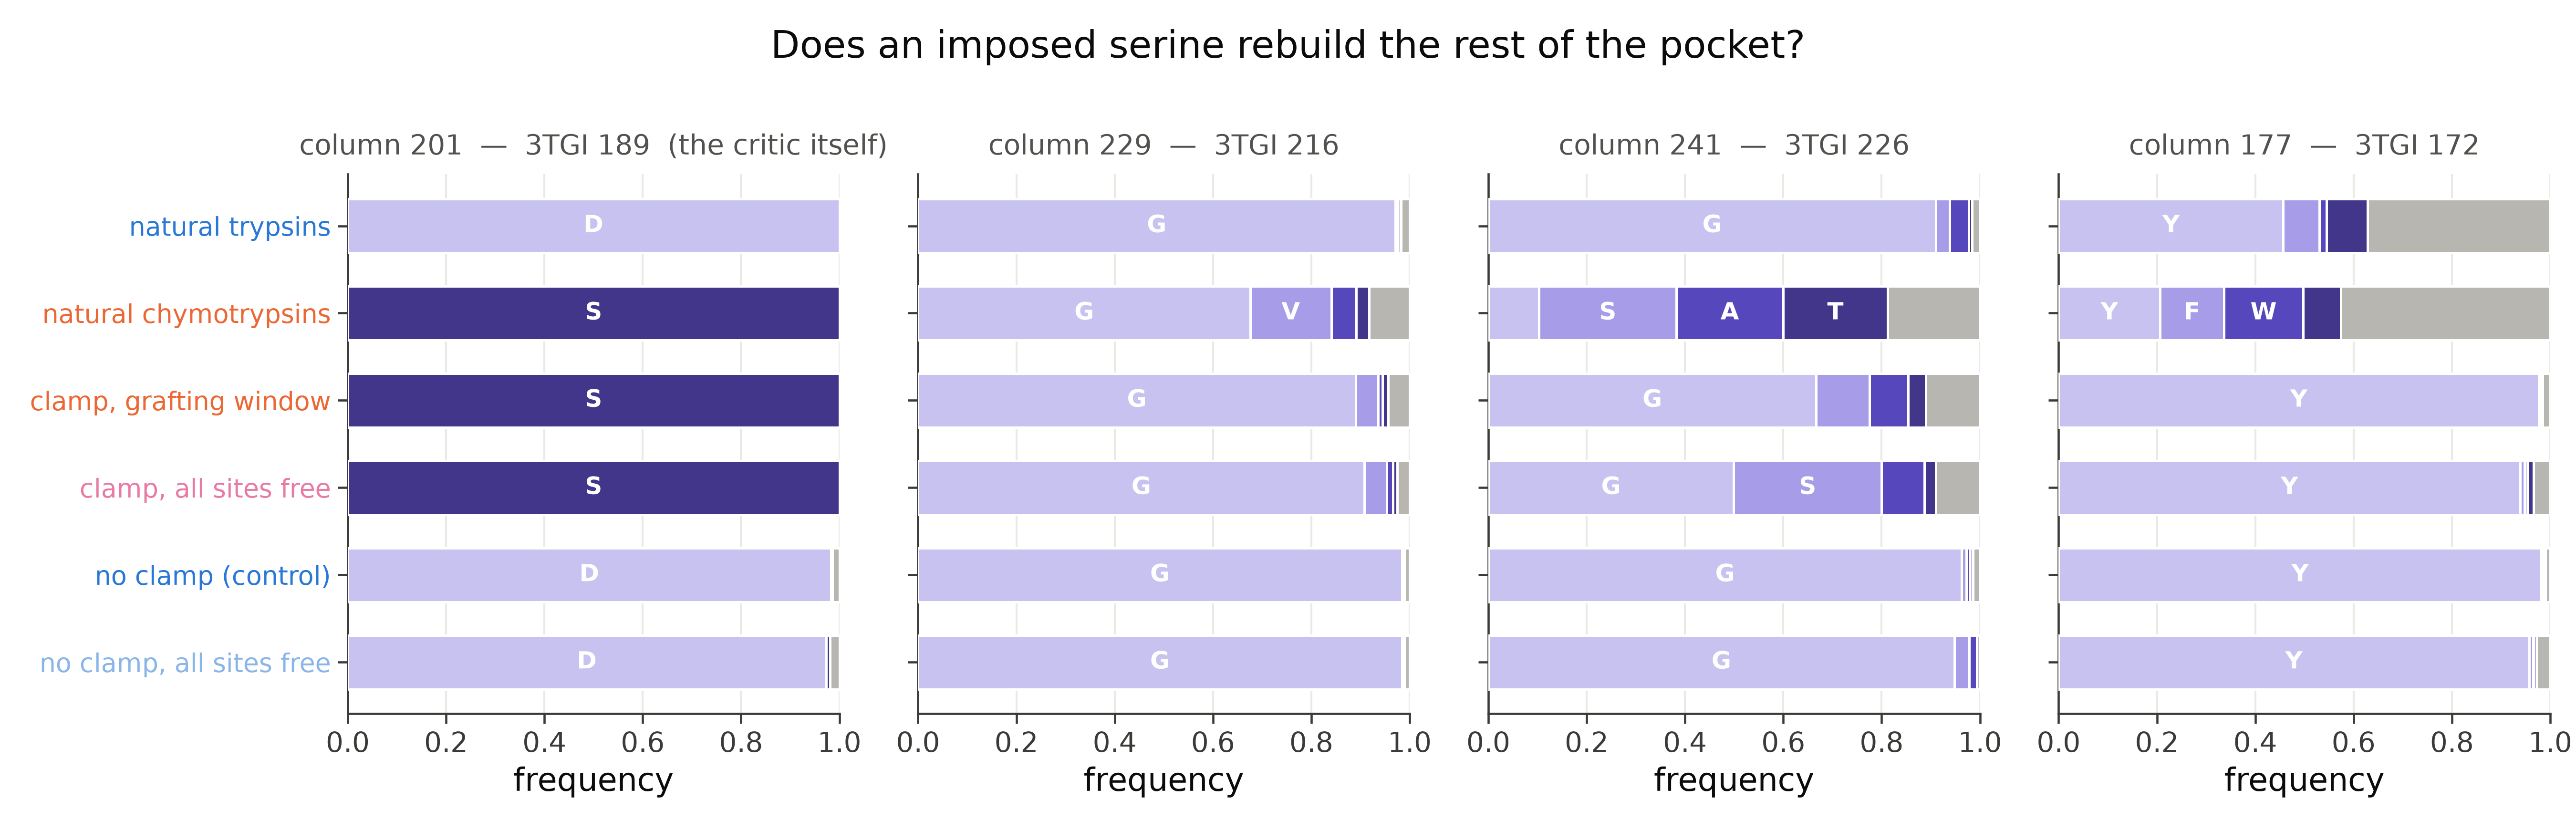 Does an imposed serine rebuild the rest of the pocket?
column 201 — 3TGI 189 (the critic itself)
column 229 — 3TGI 216
column 241 — 3TGI 226
column 177 — 3TGI 172
natural trypsins
D
G
G
Y
natural chymotrypsins
S
G
V
S
A
T
Y
F
W
clamp, grafting window
S
G
G
Y
clamp, all sites free
S
G
G
S
Y
no clamp (control)
D
G
G
Y
no clamp, all sites free
D
G
G
Y
0.0 0.2 0.4 0.6 0.8 1.0
0.0 0.2 0.4 0.6 0.8 1.0
0.0 0.2 0.4 0.6 0.8 1.0
0.0 0.2 0.4 0.6 0.8 1.0
frequency
frequency
frequency
frequency